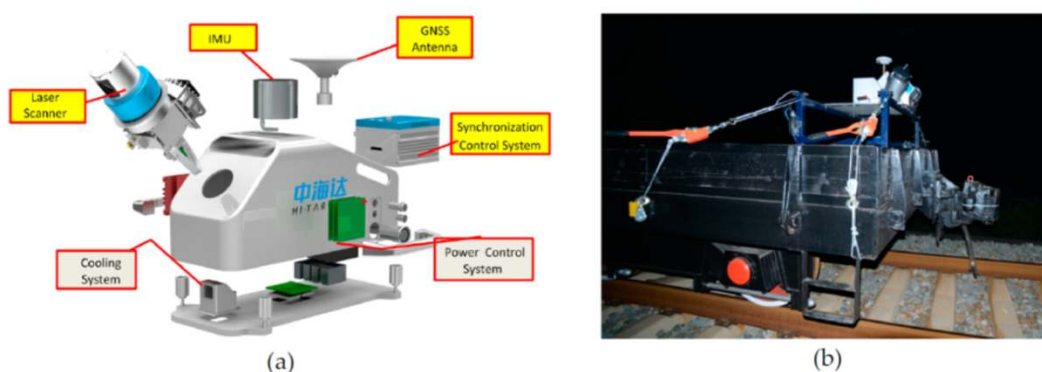 IMU
GNSS
Antenna
Laser
Scanner
Synchronization
Control System
中海达
HI-TAR
Cooling
System
Power Control
System
(a)
(b)